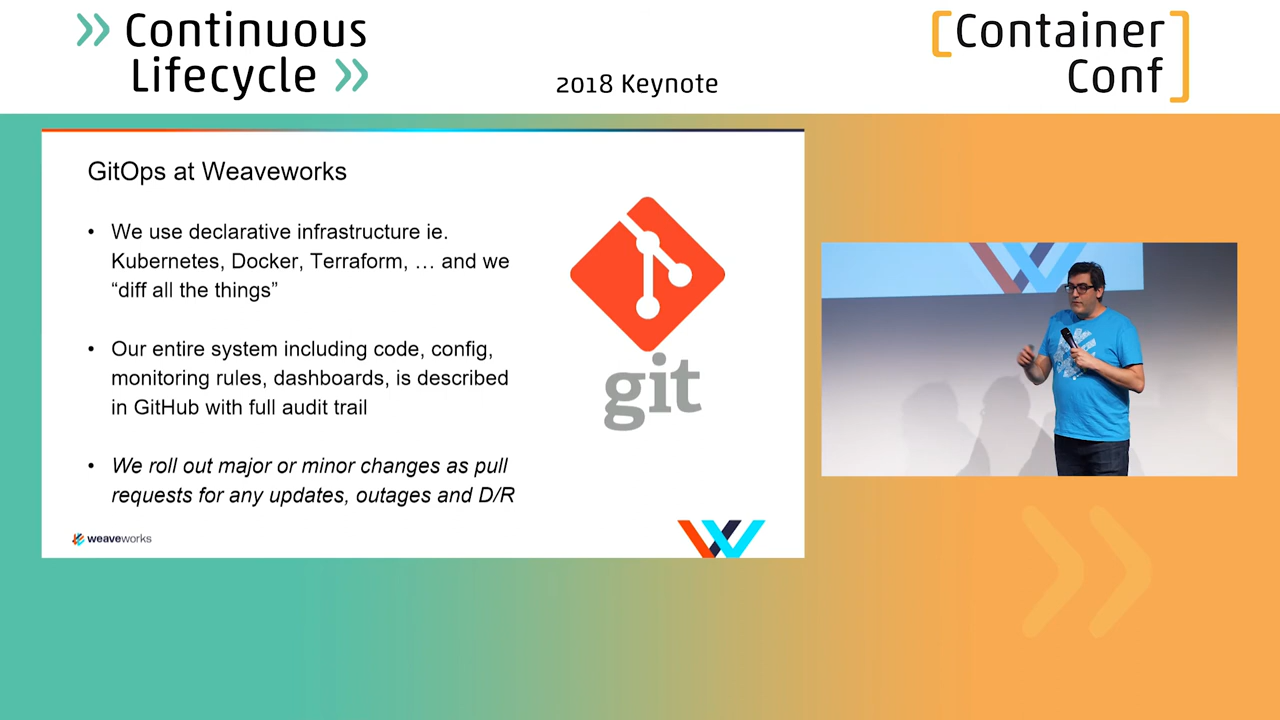 Continuous
Lifecycle
2018 Keynote
[Container
Conf]
GitOps at Weaveworks
• We use declarative infrastructure ie.
Kubernetes, Docker, Terraform, … and we
“diff all the things”
• Our entire system including code, config,
monitoring rules, dashboards, is described
in GitHub with full audit trail
• We roll out major or minor changes as pull
requests for any updates, outages and D/R
git
weaveworks